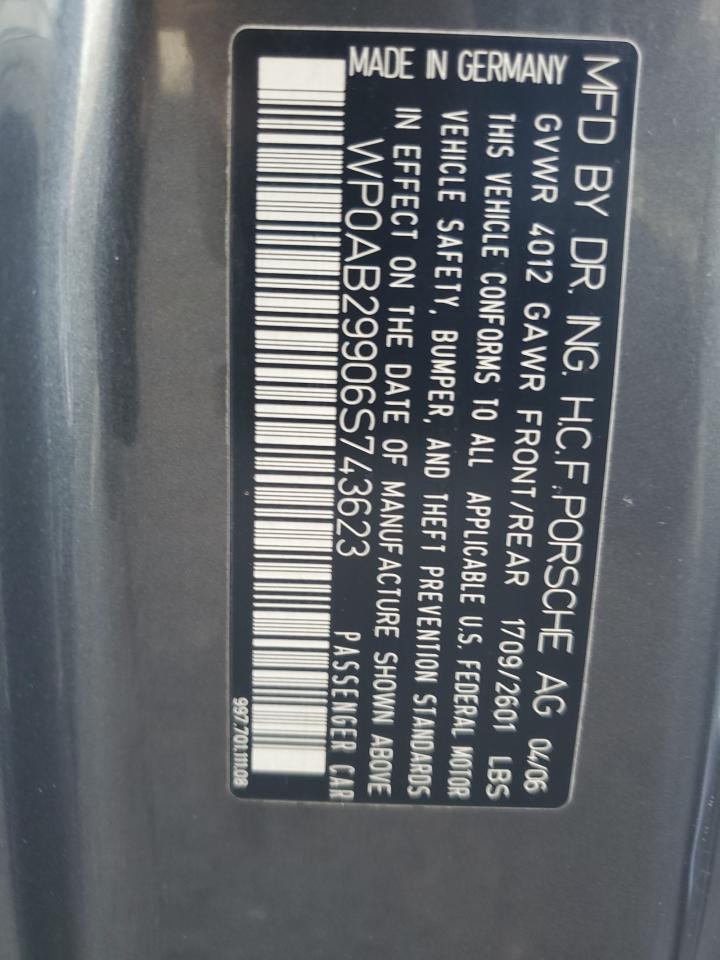 MFD BY DR. ING. H.C.F.PORSCHE AG 04/06
GVWR 4012 GAWR FRONT/REAR 1709/2601 LBS
THIS VEHICLE CONFORMS TO ALL APPLICABLE U.S. FEDERAL MOTOR
VEHICLE SAFETY, BUMPER, AND THEFT PREVENTION STANDARDS
IN EFFECT ON THE DATE OF MANUFACTURE SHOWN ABOVE
MADE IN GERMANY
WP0AB29906S743623 PASSENGER CAR
997.701.111.08